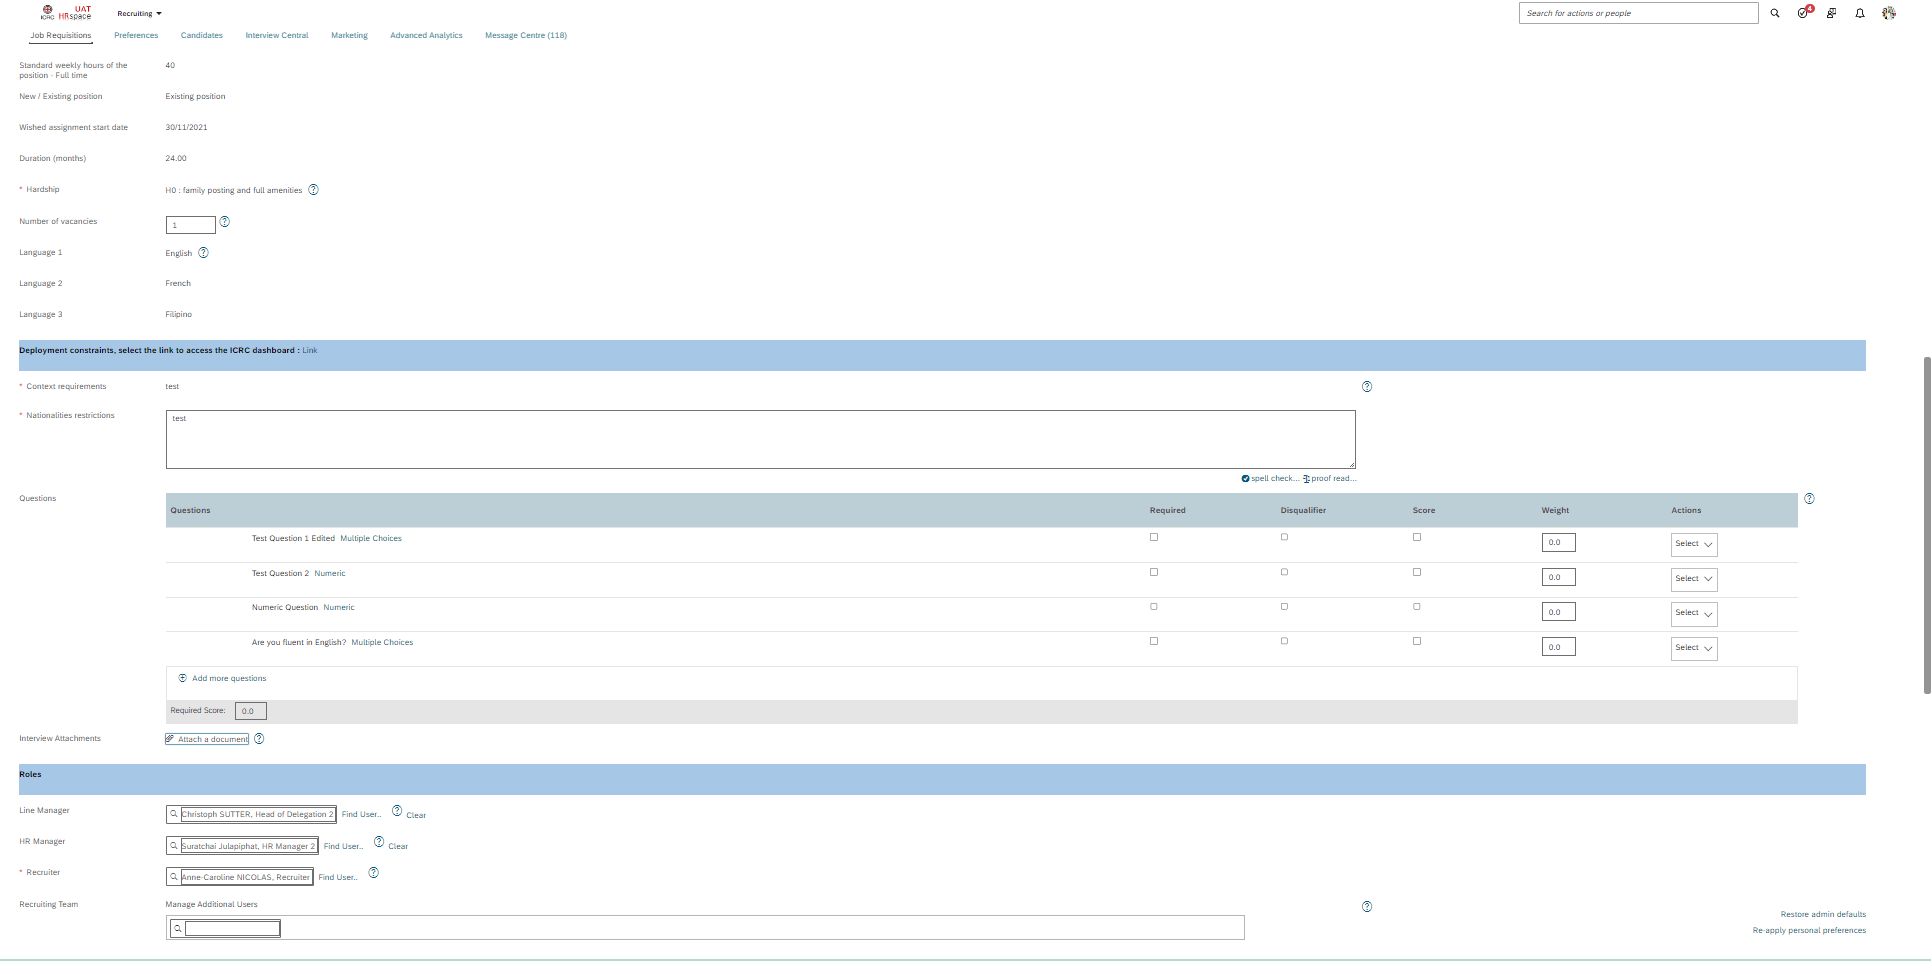 ICRC UAT HRspace
Recruiting
Search for actions or people
4
Job Requisitions Preferences Candidates Interview Central Marketing Advanced Analytics Message Centre (118)
Standard weekly hours of the position - Full time 40
New / Existing position Existing position
Wished assignment start date 30/11/2021
Duration (months) 24.00
* Hardship H0 : family posting and full amenities ?
Number of vacancies 1 ?
Language 1 English ?
Language 2 French
Language 3 Filipino
Deployment constraints, select the link to access the ICRC dashboard : Link
* Context requirements test ?
* Nationalities restrictions test
spell check... proof read...
Questions ?
Questions Required Disqualifier Score Weight Actions
Test Question 1 Edited Multiple Choices 0.0 Select
Test Question 2 Numeric 0.0 Select
Numeric Question Numeric 0.0 Select
Are you fluent in English? Multiple Choices 0.0 Select
Add more questions
Required Score: 0.0
Interview Attachments Attach a document ?
Roles
Line Manager Christoph SUTTER, Head of Delegation 2 Find User.. ? Clear
HR Manager Suratchai Julapiphat, HR Manager 2 Find User.. ? Clear
* Recruiter Anne-Caroline NICOLAS, Recruiter Find User.. ?
Recruiting Team Manage Additional Users ?
Restore admin defaults
Re-apply personal preferences